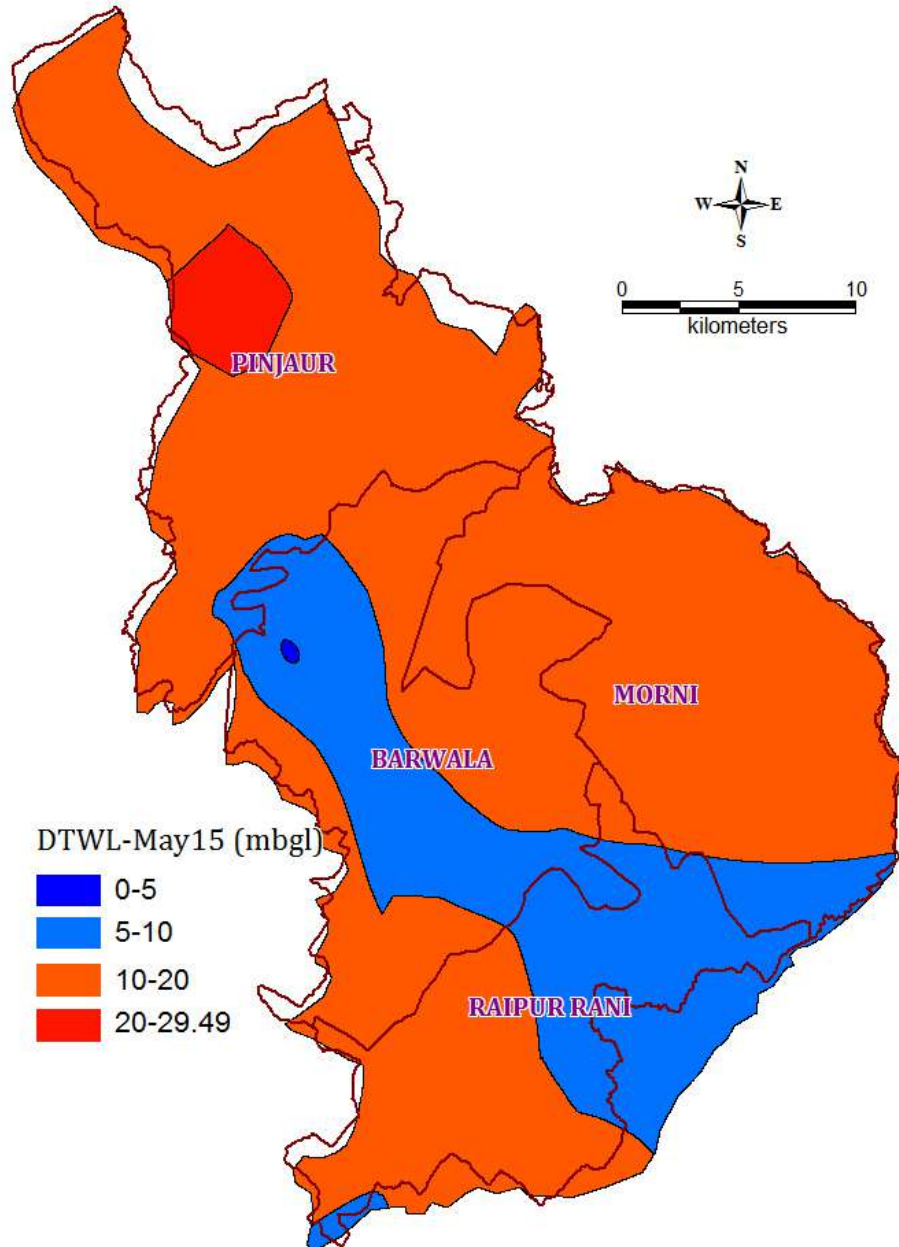 N
W E
S
0 5 10
kilometers
PINJAUR
MORNI
BARWALA
DTWL-May15 (mbgl)
0-5
5-10
10-20
20-29.49
RAIPUR RANI